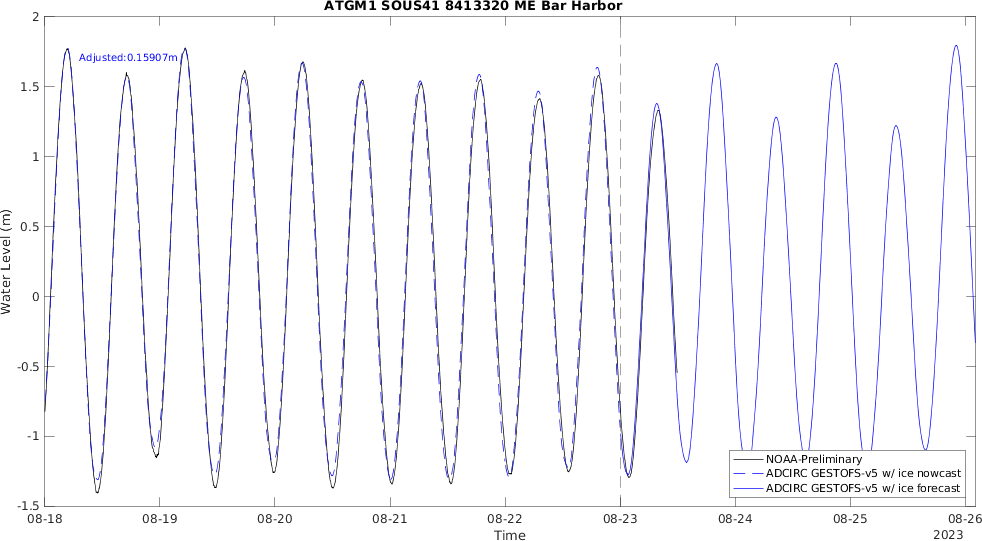 ATGM1 SOUS41 8413320 ME Bar Harbor
Adjusted:0.15907m
Water Level (m)
2
1.5
1
0.5
0
-0.5
-1
-1.5
08-18
08-19
08-20
08-21
08-22
08-23
08-24
08-25
08-26
Time
2023
NOAA-Preliminary
ADCIRC GESTOFS-v5 w/ ice nowcast
ADCIRC GESTOFS-v5 w/ ice forecast